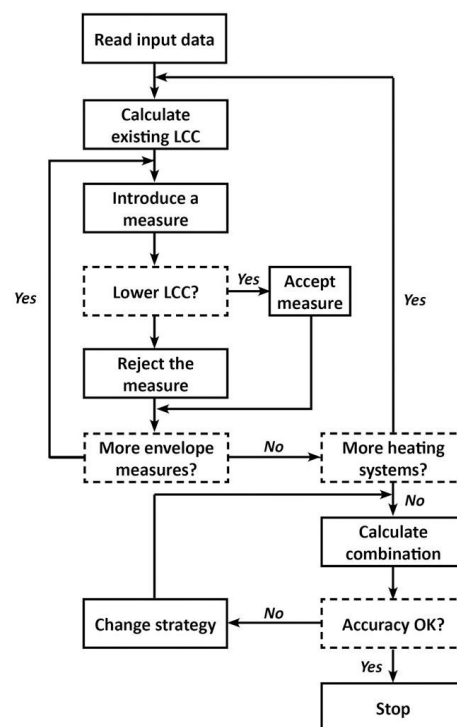 Read input data
Calculate
existing LCC
Introduce a
measure
Yes
Lower LCC?
Yes
Accept
measure
Yes
Reject the
measure
More envelope
measures?
No
More heating
systems?
No
Calculate
combination
Change strategy
No
Accuracy OK?
Yes
Stop